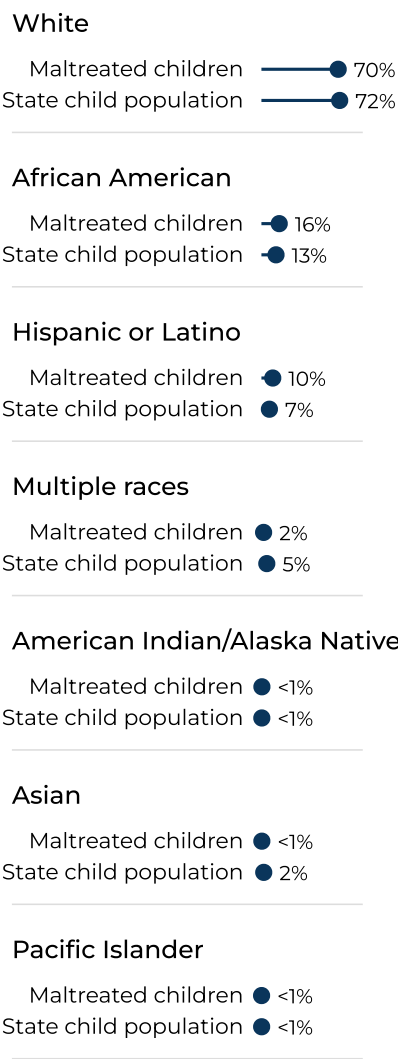 White
Maltreated children 70%
State child population 72%
African American
Maltreated children 16%
State child population 13%
Hispanic or Latino
Maltreated children 10%
State child population 7%
Multiple races
Maltreated children 2%
State child population 5%
American Indian/Alaska Native
Maltreated children <1%
State child population <1%
Asian
Maltreated children <1%
State child population 2%
Pacific Islander
Maltreated children <1%
State child population <1%